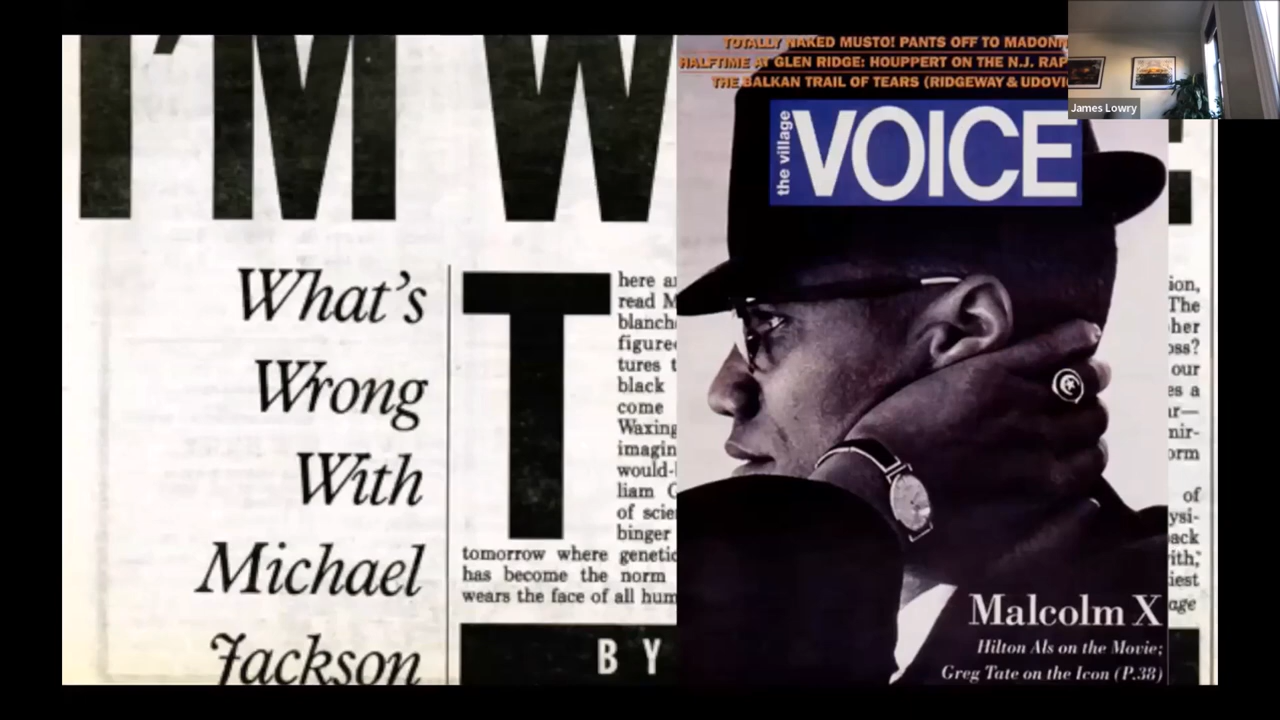 I'M W
What's
Wrong
With
Michael
Jackson
T
here
read M
blanch
figure
tures t
black
come
Waxing
imagin
would-
liam
of scie
binger
tomorrow where genetic
has become the norm
wears the face of all hum
BY
TOTALLY NAKED MUSTO! PANTS OFF TO MADONN
HALFTIME AT GLEN RIDGE: HOUPPERT ON THE N.J. RAP
THE BALKAN TRAIL OF TEARS (RIDGEWAY & UDOVI
the village
VOICE
Malcolm X
Hilton Als on the Movie;
Greg Tate on the Icon (P.38)
ion,
The
her
oss?
our
es a
ar—
mir-
orm
of
ysi-
ack
ith,
iest
age
James Lowry